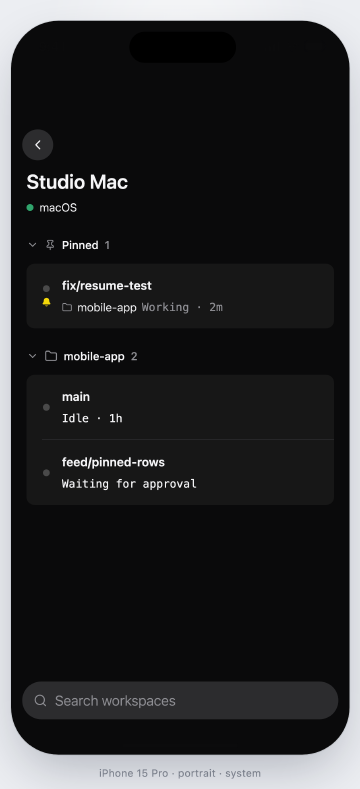 Studio Mac
macOS
Pinned 1
fix/resume-test
mobile-app Working · 2m
mobile-app 2
main
Idle · 1h
feed/pinned-rows
Waiting for approval
Search workspaces
iPhone 15 Pro · portrait · system